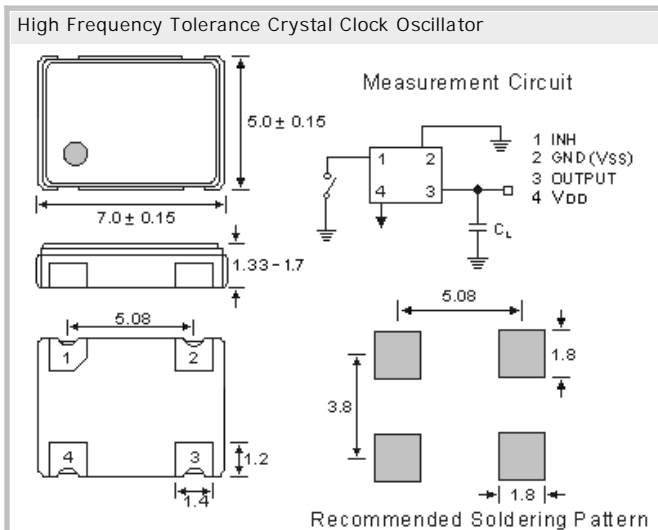 High Frequency Tolerance Crystal Clock Oscillator
Measurement Circuit
5.0 ± 0.15
7.0 ± 0.15
1 2
4 3
CL
1 INH
2 GND(VSS)
3 OUTPUT
4 VDD
1.33 - 1.7
5.08
1 2
4 3
1.2
1.4
5.08
1.8
3.8
1.8
Recommended Soldering Pattern